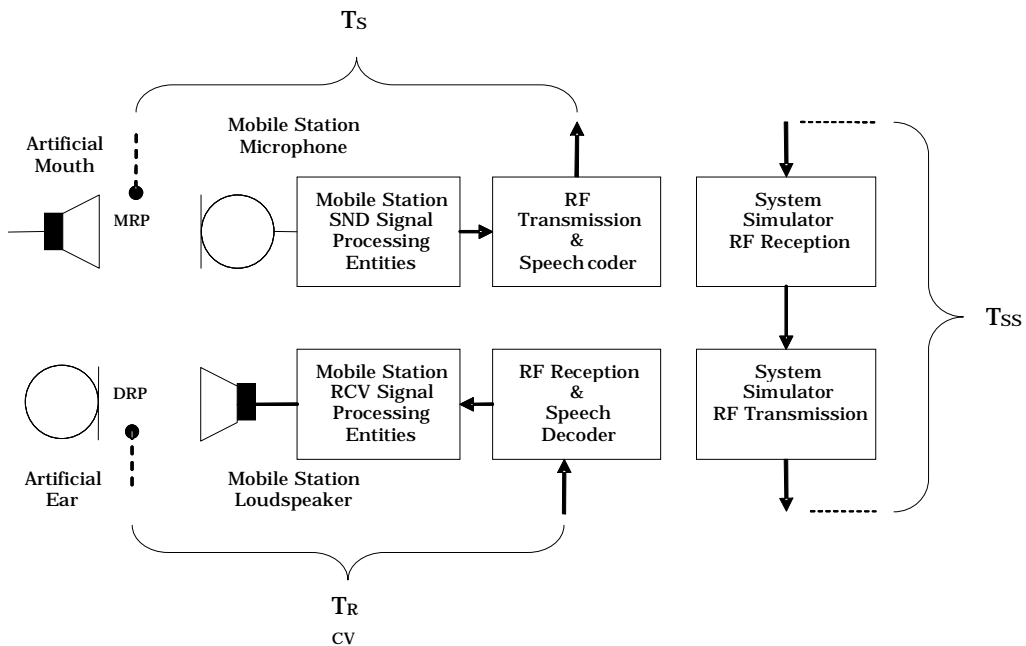 Ts
Artificial
Mouth
MRP
Mobile Station
Microphone
Mobile Station
SND Signal
Processing
Entities
RF
Transmission
&
Speech coder
System
Simulator
RF Reception
Tss
DRP
Artificial
Ear
Mobile Station
Loudspeaker
Mobile Station
RCV Signal
Processing
Entities
RF Reception
&
Speech
Decoder
System
Simulator
RF Transmission
TR
CV